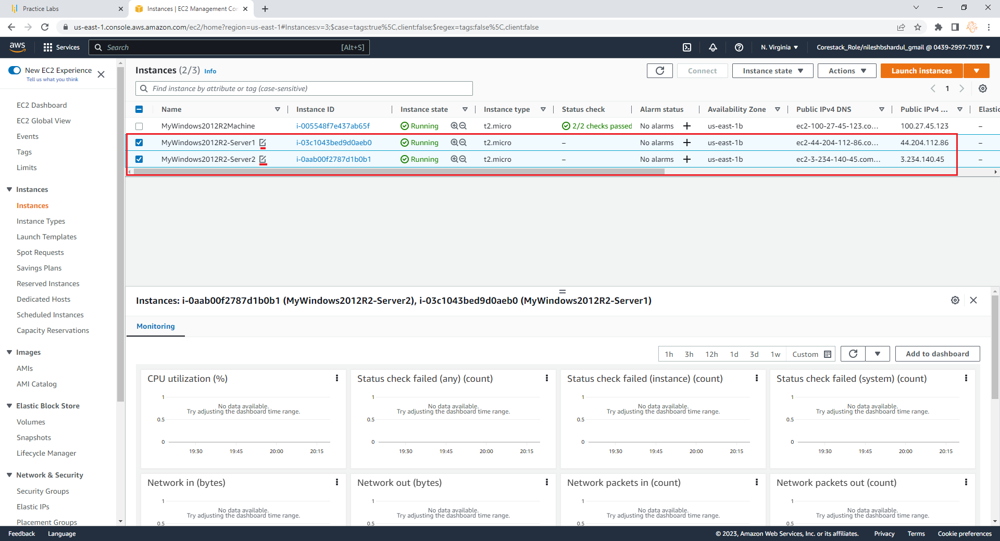 Practice Labs
Instances | EC2 Management Con
us-east-1.console.aws.amazon.com/ec2/home?region=us-east-1#Instances:v=3;$case=tags:true%5C,client:false;$regex=tags:false%5C,client:false
aws Services Search [Alt+S] N. Virginia Corestack_Role/nileshbshardul_gmail @ 0439-2997-7037
New EC2 Experience
Tell us what you think
EC2 Dashboard
EC2 Global View
Events
Tags
Limits
Instances
Instances
Instance Types
Launch Templates
Spot Requests
Savings Plans
Reserved Instances
Dedicated Hosts
Scheduled Instances
Capacity Reservations
Images
AMIs
AMI Catalog
Elastic Block Store
Volumes
Snapshots
Lifecycle Manager
Network & Security
Security Groups
Elastic IPs
Placement Groups
Instances (2/3) Info
Connect Instance state Actions Launch instances
Find instance by attribute or tag (case-sensitive) 1
Name Instance ID Instance state Instance type Status check Alarm status Availability Zone Public IPv4 DNS Public IPv4 ... Elastic
MyWindows2012R2Machine i-005548f7e437ab65f Running t2.micro 2/2 checks passed No alarms + us-east-1b ec2-100-27-45-123.co... 100.27.45.123 –
MyWindows2012R2-Server1 i-03c1043bed9d0aeb0 Running t2.micro – No alarms + us-east-1b ec2-44-204-112-86.co... 44.204.112.86 –
MyWindows2012R2-Server2 i-0aab00f2787d1b0b1 Running t2.micro – No alarms + us-east-1b ec2-3-234-140-45.com... 3.234.140.45 –
Instances: i-0aab00f2787d1b0b1 (MyWindows2012R2-Server2), i-03c1043bed9d0aeb0 (MyWindows2012R2-Server1)
Monitoring
1h 3h 12h 1d 3d 1w Custom Add to dashboard
CPU utilization (%)
1
No data available.
Try adjusting the dashboard time range.
0.5
0
19:30 19:45 20:00 20:15
Status check failed (any) (count)
1
No data available.
Try adjusting the dashboard time range.
0.5
0
19:30 19:45 20:00 20:15
Status check failed (instance) (count)
1
No data available.
Try adjusting the dashboard time range.
0.5
0
19:30 19:45 20:00 20:15
Status check failed (system) (count)
1
No data available.
Try adjusting the dashboard time range.
0.5
0
19:30 19:45 20:00 20:15
Network in (bytes)
1
No data available.
Try adjusting the dashboard time range.
0.5
Network out (bytes)
1
No data available.
Try adjusting the dashboard time range.
0.5
Network packets in (count)
1
No data available.
Try adjusting the dashboard time range.
0.5
Network packets out (count)
1
No data available.
Try adjusting the dashboard time range.
0.5
Feedback Language © 2023, Amazon Web Services, Inc. or its affiliates. Privacy Terms Cookie preferences